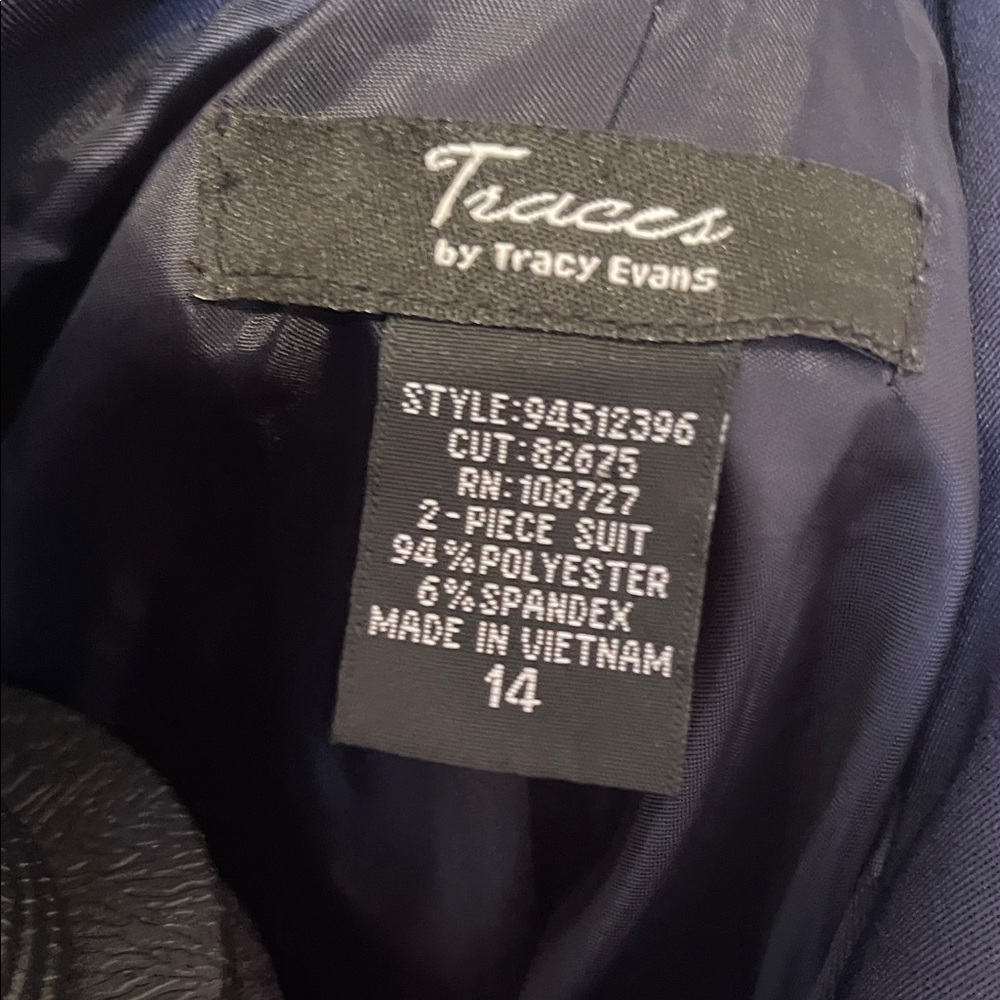 Traces
by Tracy Evans
STYLE:94512396
CUT:82675
RN:108727
2-PIECE SUIT
94%POLYESTER
6%SPANDEX
MADE IN VIETNAM
14